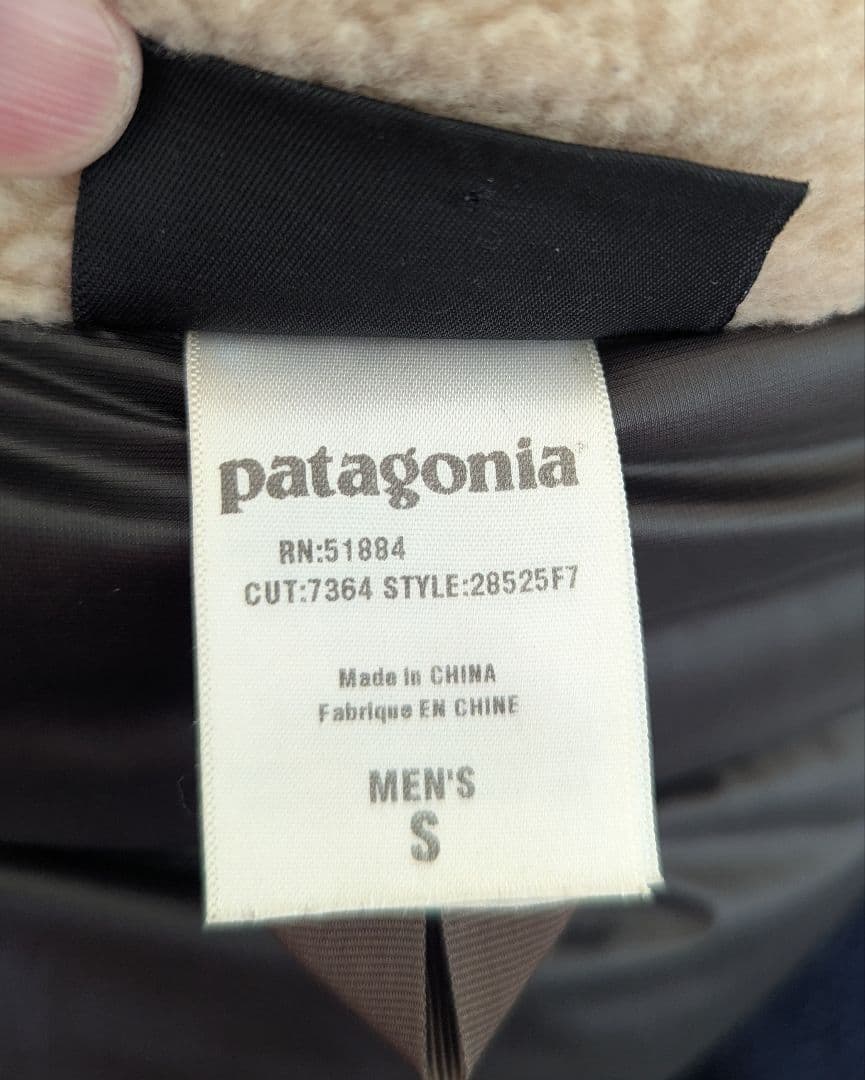 patagonia
RN:51884
CUT:7364 STYLE:28525F7
Made In CHINA
Fabrique EN CHINE
MEN'S
S